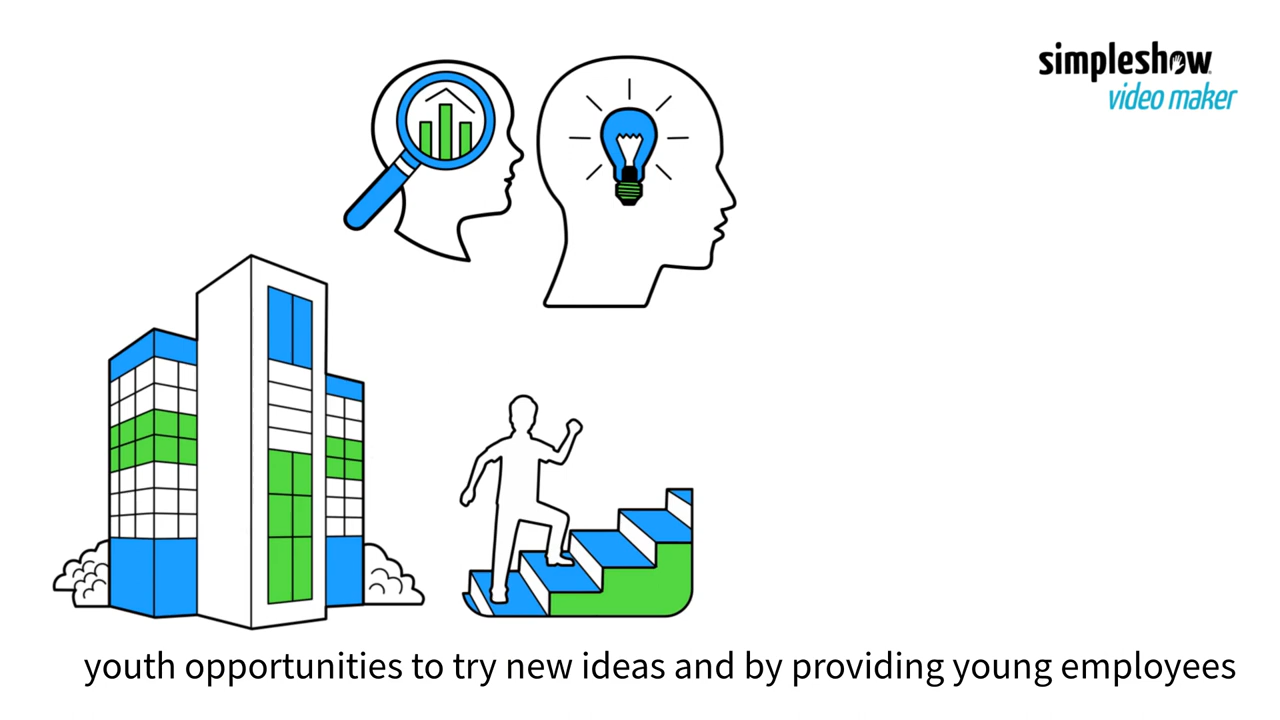 simpleshow
video maker
youth opportunities to try new ideas and by providing young employees